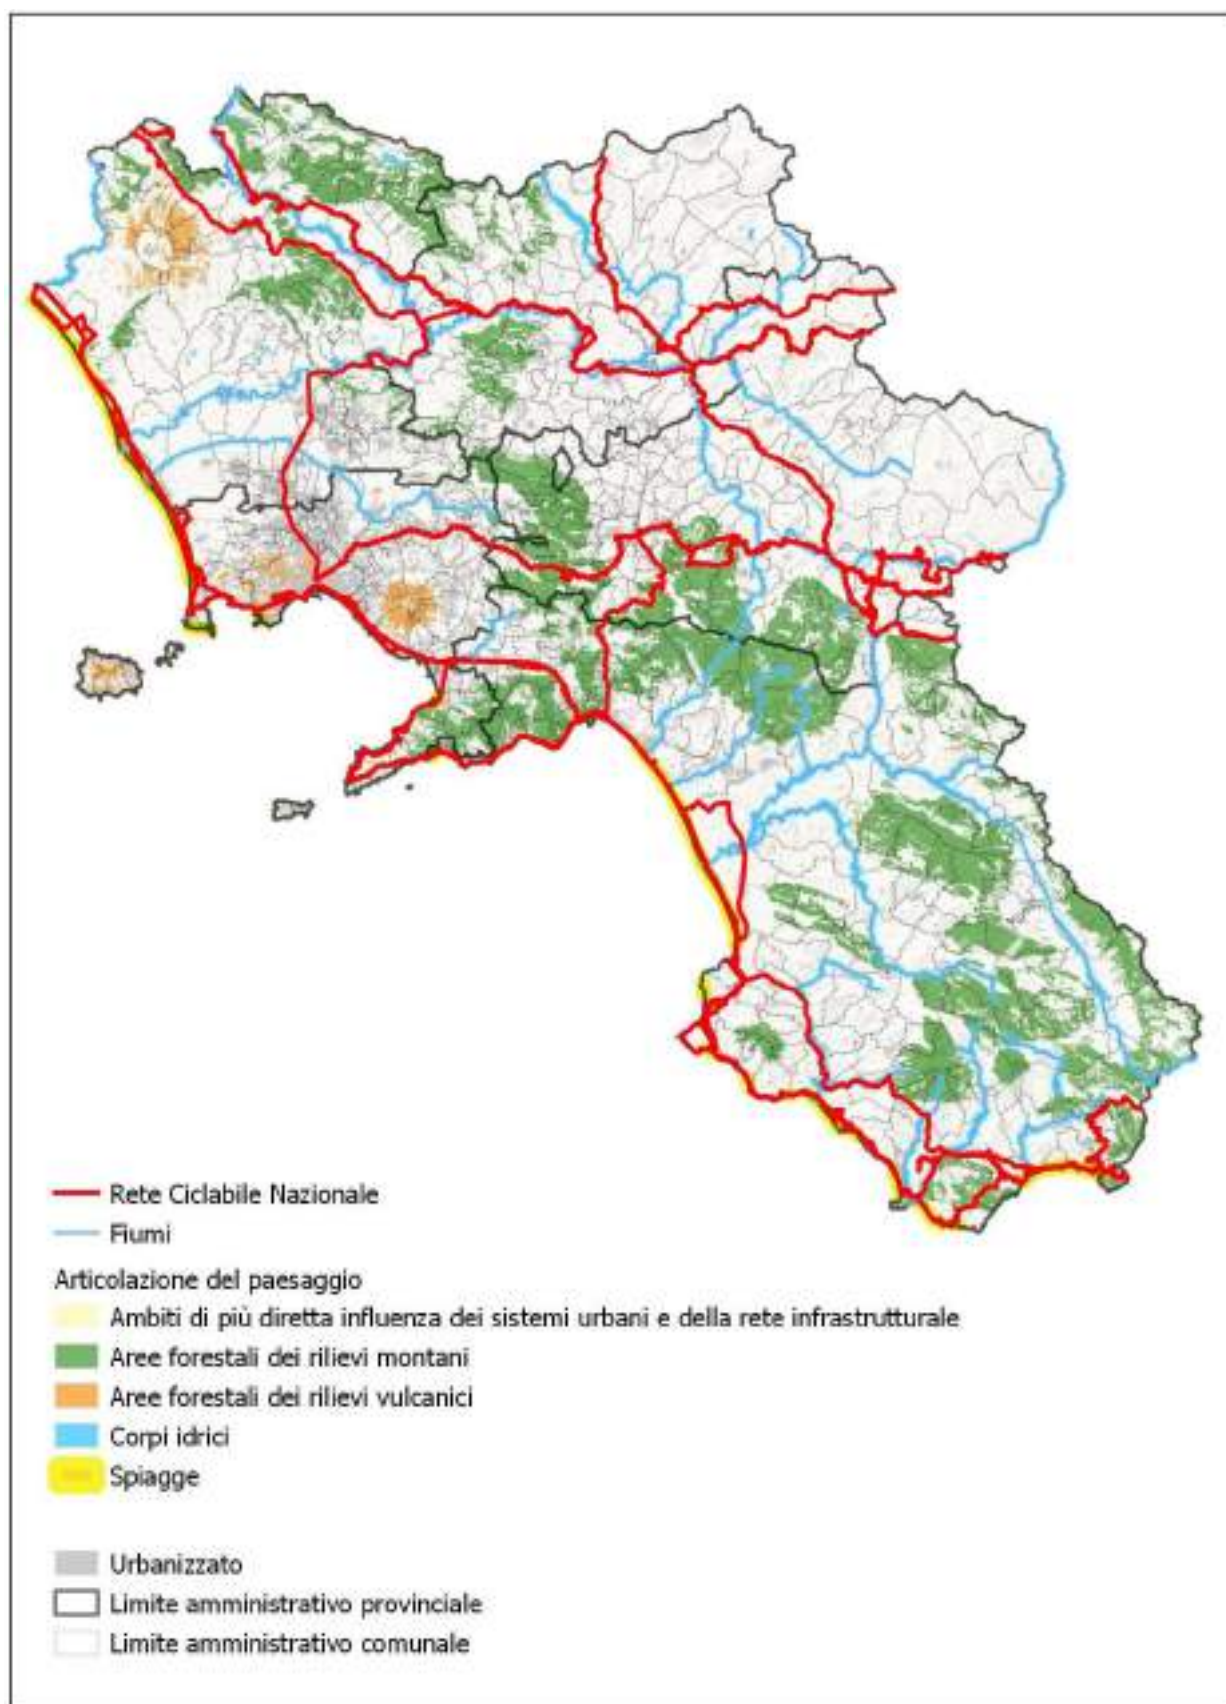 Rete Ciclabile Nazionale
Fiumi
Articolazione del paesaggio
Ambiti di più diretta influenza dei sistemi urbani e della rete infrastrutturale
Aree forestali dei rilievi montani
Aree forestali dei rilievi vulcanici
Corpi idrici
Spiagge
Urbanizzato
Limite amministrativo provinciale
Limite amministrativo comunale